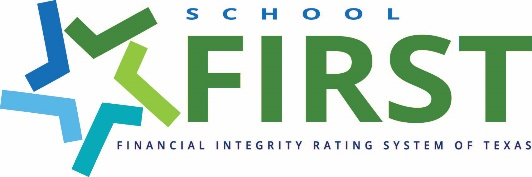 SCHOOL
FIRST
FINANCIAL INTEGRITY RATING SYSTEM OF TEXAS